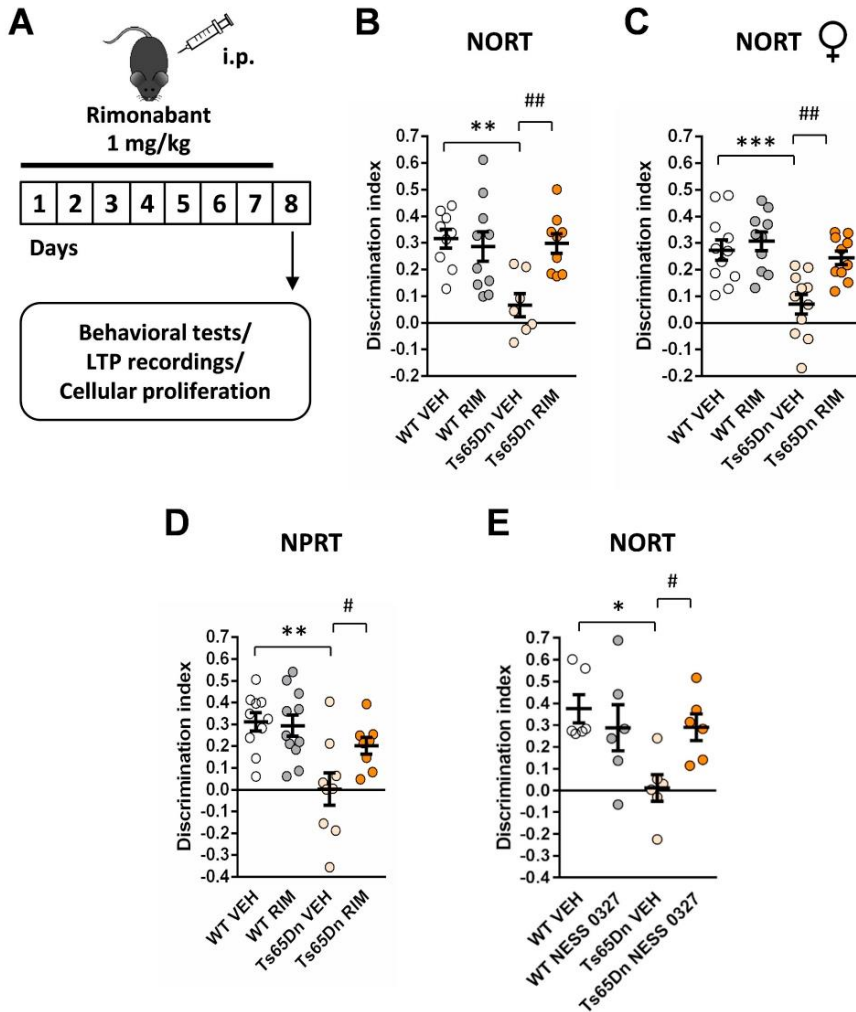 A
i.p.
Rimonabant
1 mg/kg
1 2 3 4 5 6 7 8
Days
Behavioral tests/
LTP recordings/
Cellular proliferation
B
NORT
##
**
Discrimination index
0.7
0.6
0.5
0.4
0.3
0.2
0.1
0.0
-0.1
-0.2
WT VEH
WT RIM
Ts65Dn VEH
Ts65Dn RIM
C
NORT ♀
##
***
Discrimination index
0.7
0.6
0.5
0.4
0.3
0.2
0.1
0.0
-0.1
-0.2
WT VEH
WT RIM
Ts65Dn VEH
Ts65Dn RIM
D
NPRT
#
**
Discrimination index
0.7
0.6
0.5
0.4
0.3
0.2
0.1
0.0
-0.1
-0.2
-0.3
-0.4
WT VEH
WT RIM
Ts65Dn VEH
Ts65Dn RIM
E
NORT
#
*
Discrimination index
0.7
0.6
0.5
0.4
0.3
0.2
0.1
0.0
-0.1
-0.2
-0.3
-0.4
WT VEH
WT NESS 0327
Ts65Dn VEH
Ts65Dn NESS 0327